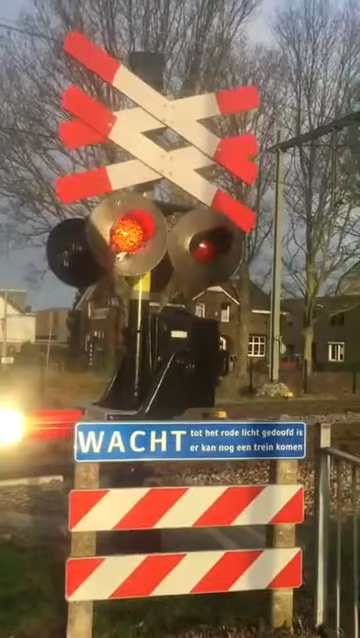 WACHT
tot het rode licht gedoofd is
er kan nog een trein komen